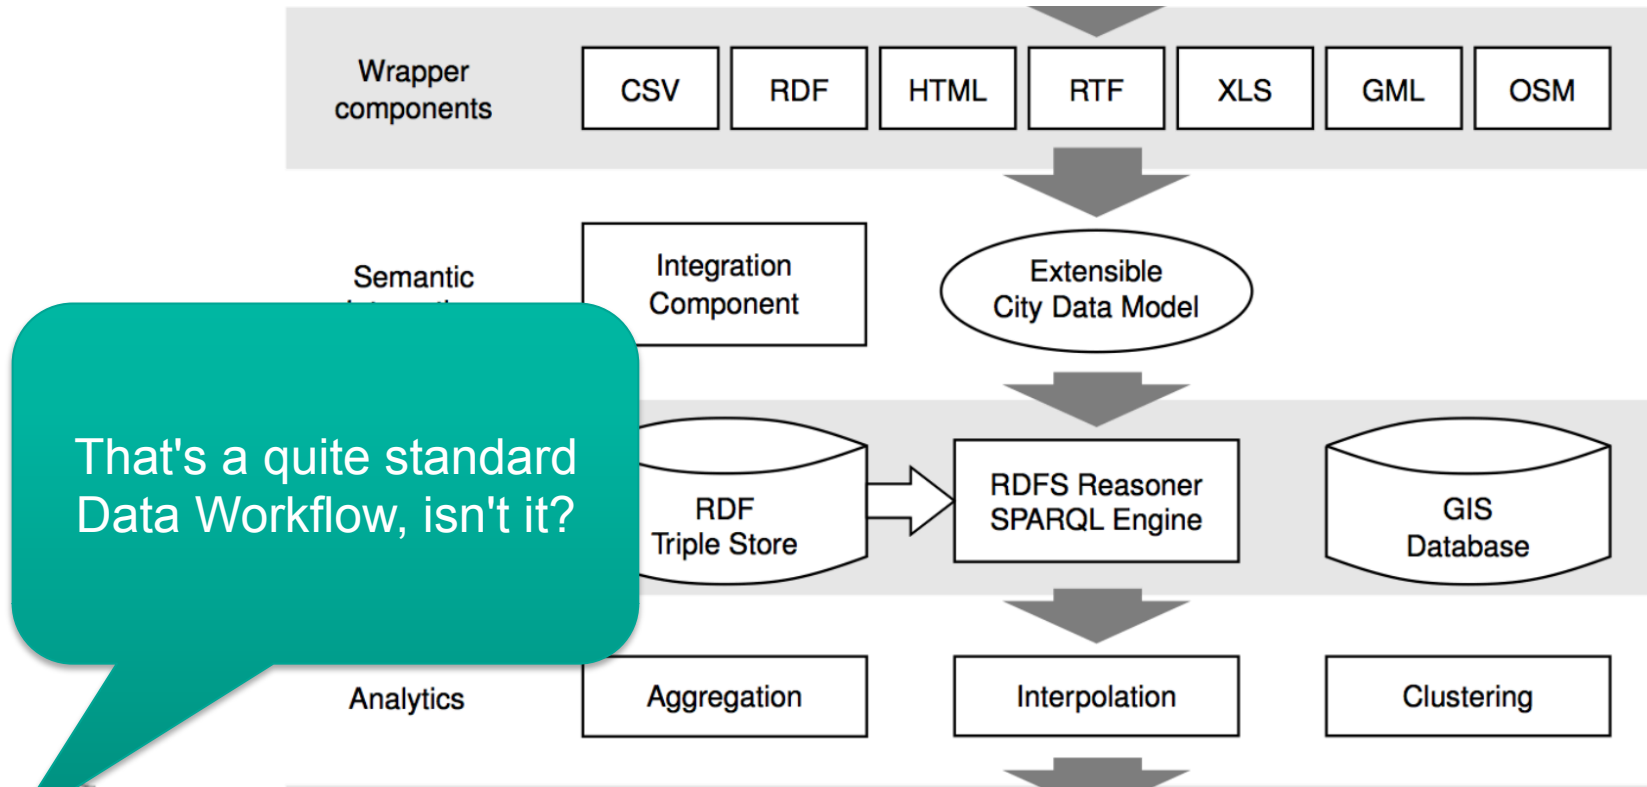 Wrapper
components
CSV
RDF
HTML
RTF
XLS
GML
OSM
Semantic
Integration
Component
Extensible
City Data Model
That's a quite standard
Data Workflow, isn't it?
RDF
Triple Store
RDFS Reasoner
SPARQL Engine
GIS
Database
Analytics
Aggregation
Interpolation
Clustering